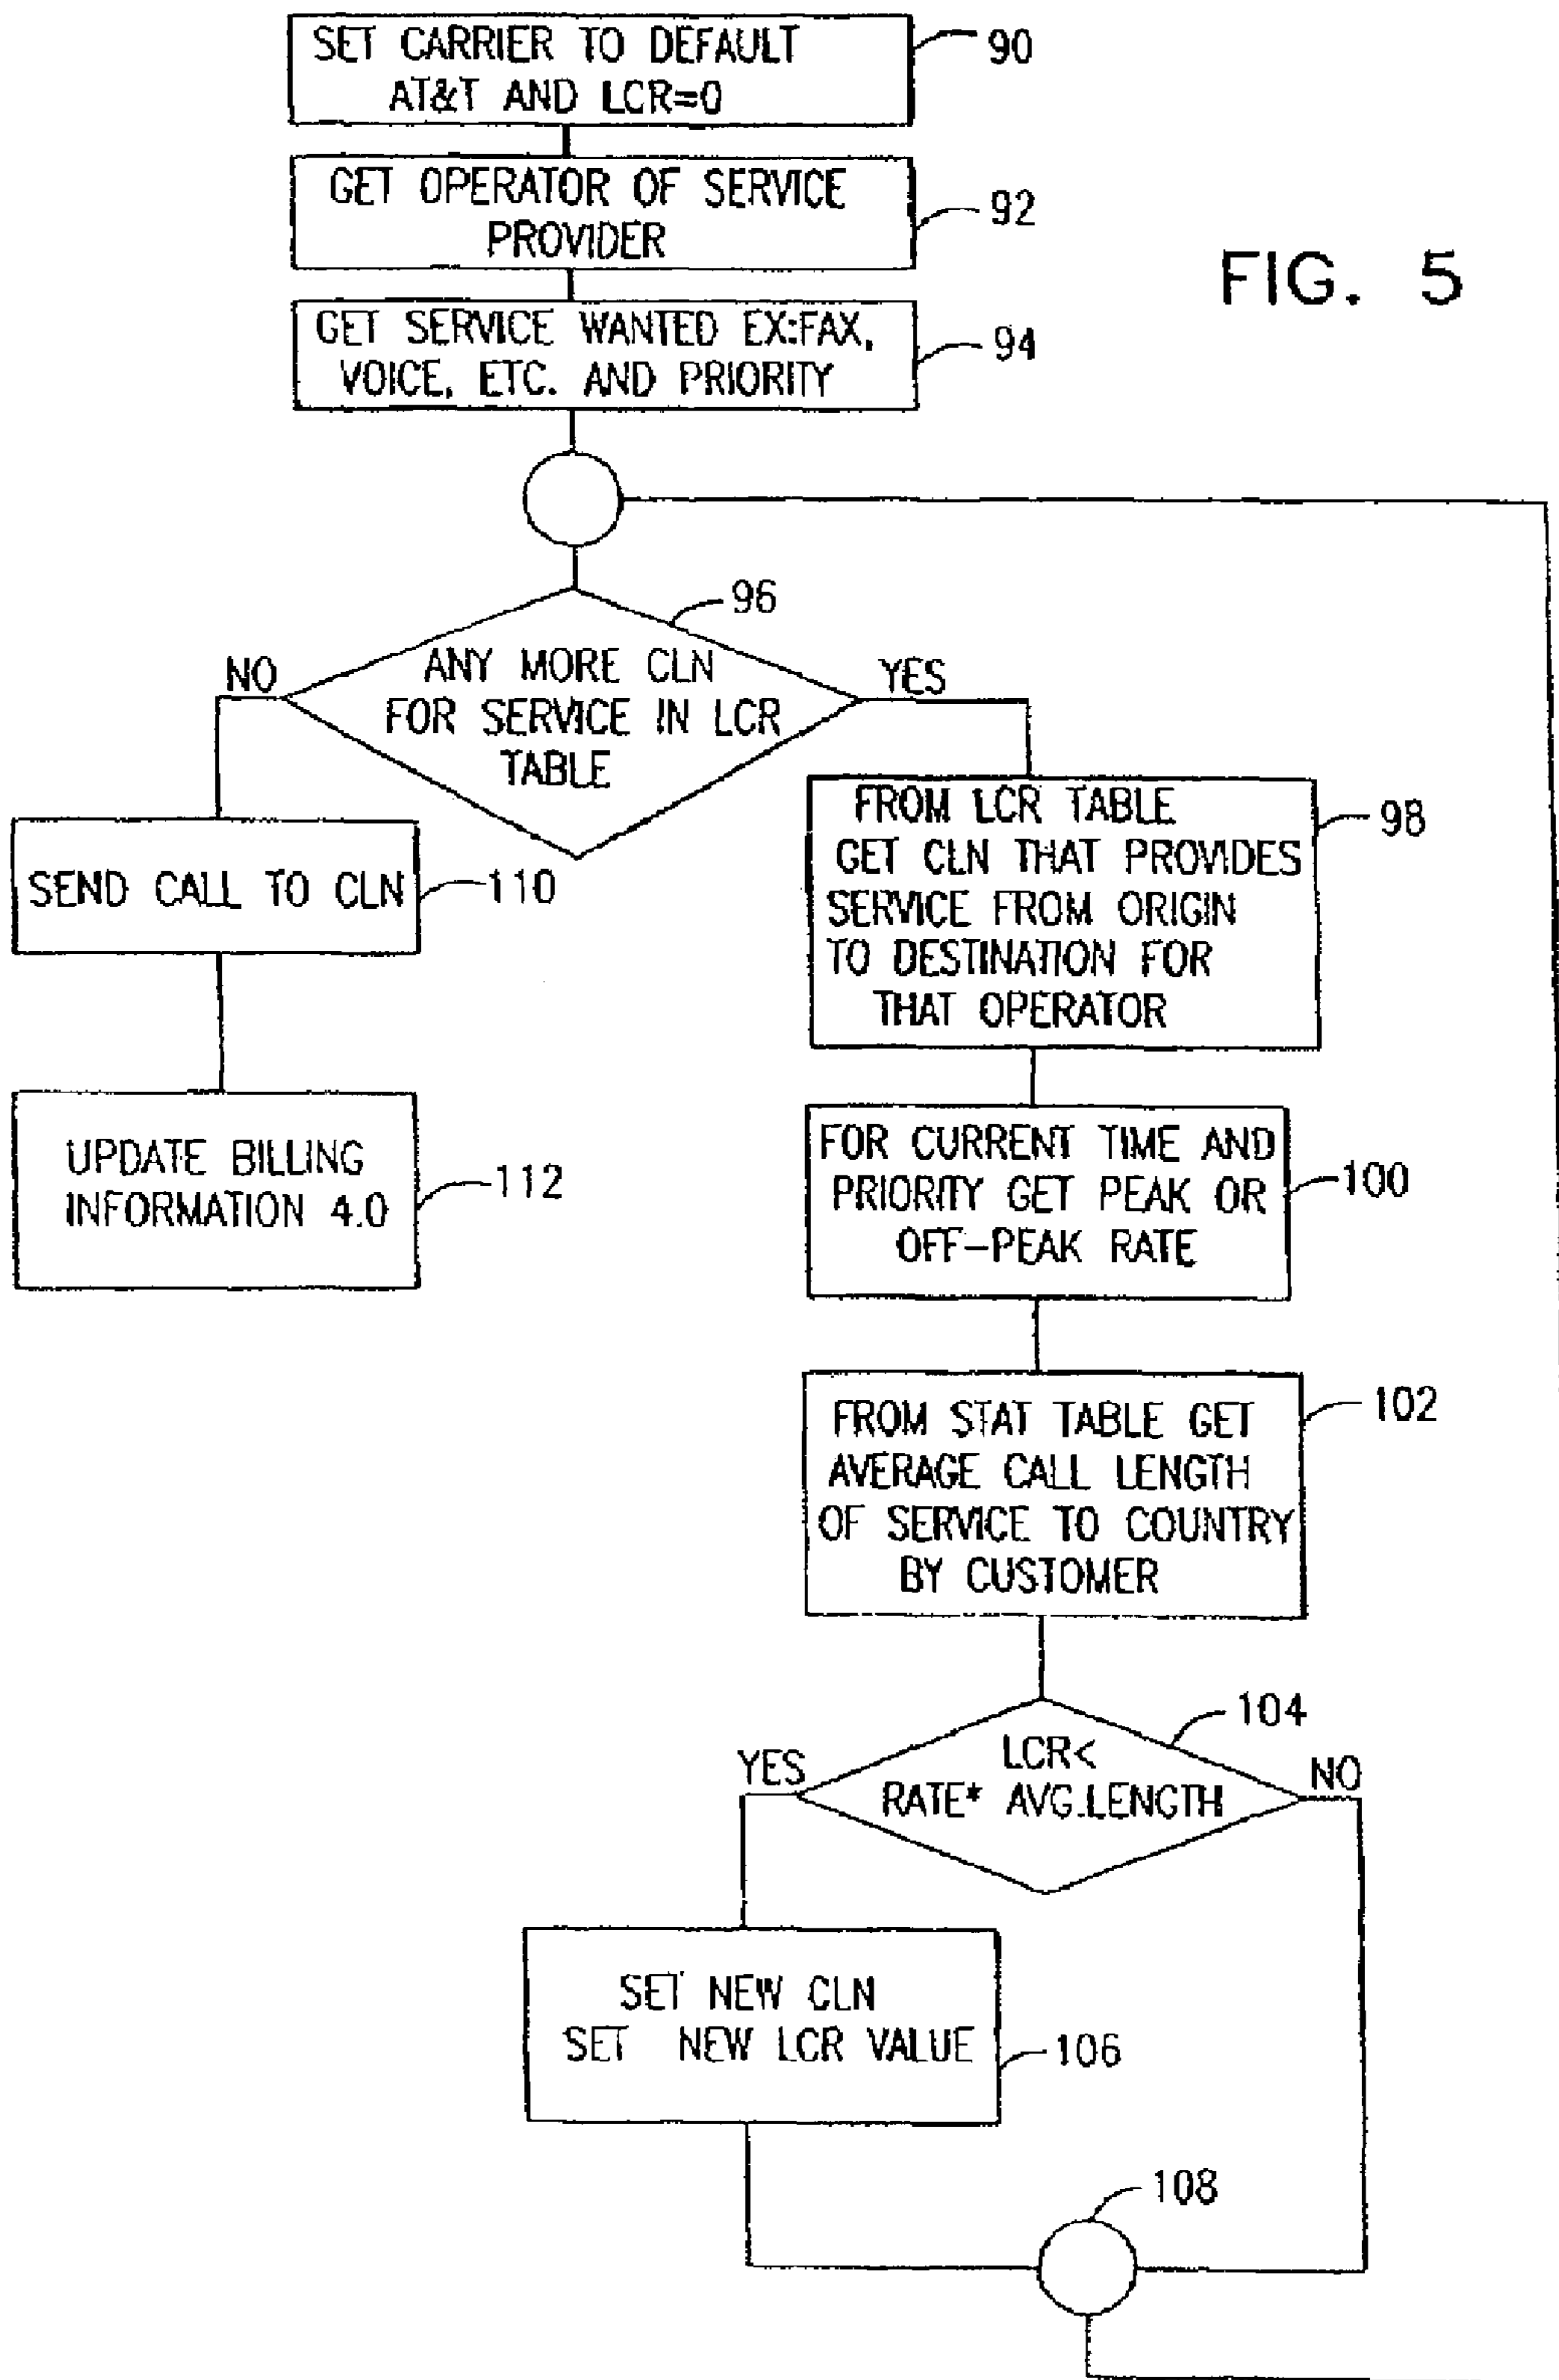 SET CARRIER TO DEFAULT
AT&T AND LCR=0
90
GET OPERATOR OF SERVICE
PROVIDER
92
FIG. 5
GET SERVICE WANTED EX:FAX,
VOICE, ETC. AND PRIORITY
94
96
NO
ANY MORE CLN
FOR SERVICE IN LCR
TABLE
YES
FROM LCR TABLE
GET CLN THAT PROVIDES
SERVICE FROM ORIGIN
TO DESTINATION FOR
THAT OPERATOR
98
SEND CALL TO CLN
110
FOR CURRENT TIME AND
PRIORITY GET PEAK OR
OFF-PEAK RATE
100
UPDATE BILLING
INFORMATION 4.0
112
FROM STAT TABLE GET
AVERAGE CALL LENGTH
OF SERVICE TO COUNTRY
BY CUSTOMER
102
104
YES
LCR<
RATE* AVG.LENGTH
NO
SET NEW CLN
SET NEW LCR VALUE
106
108